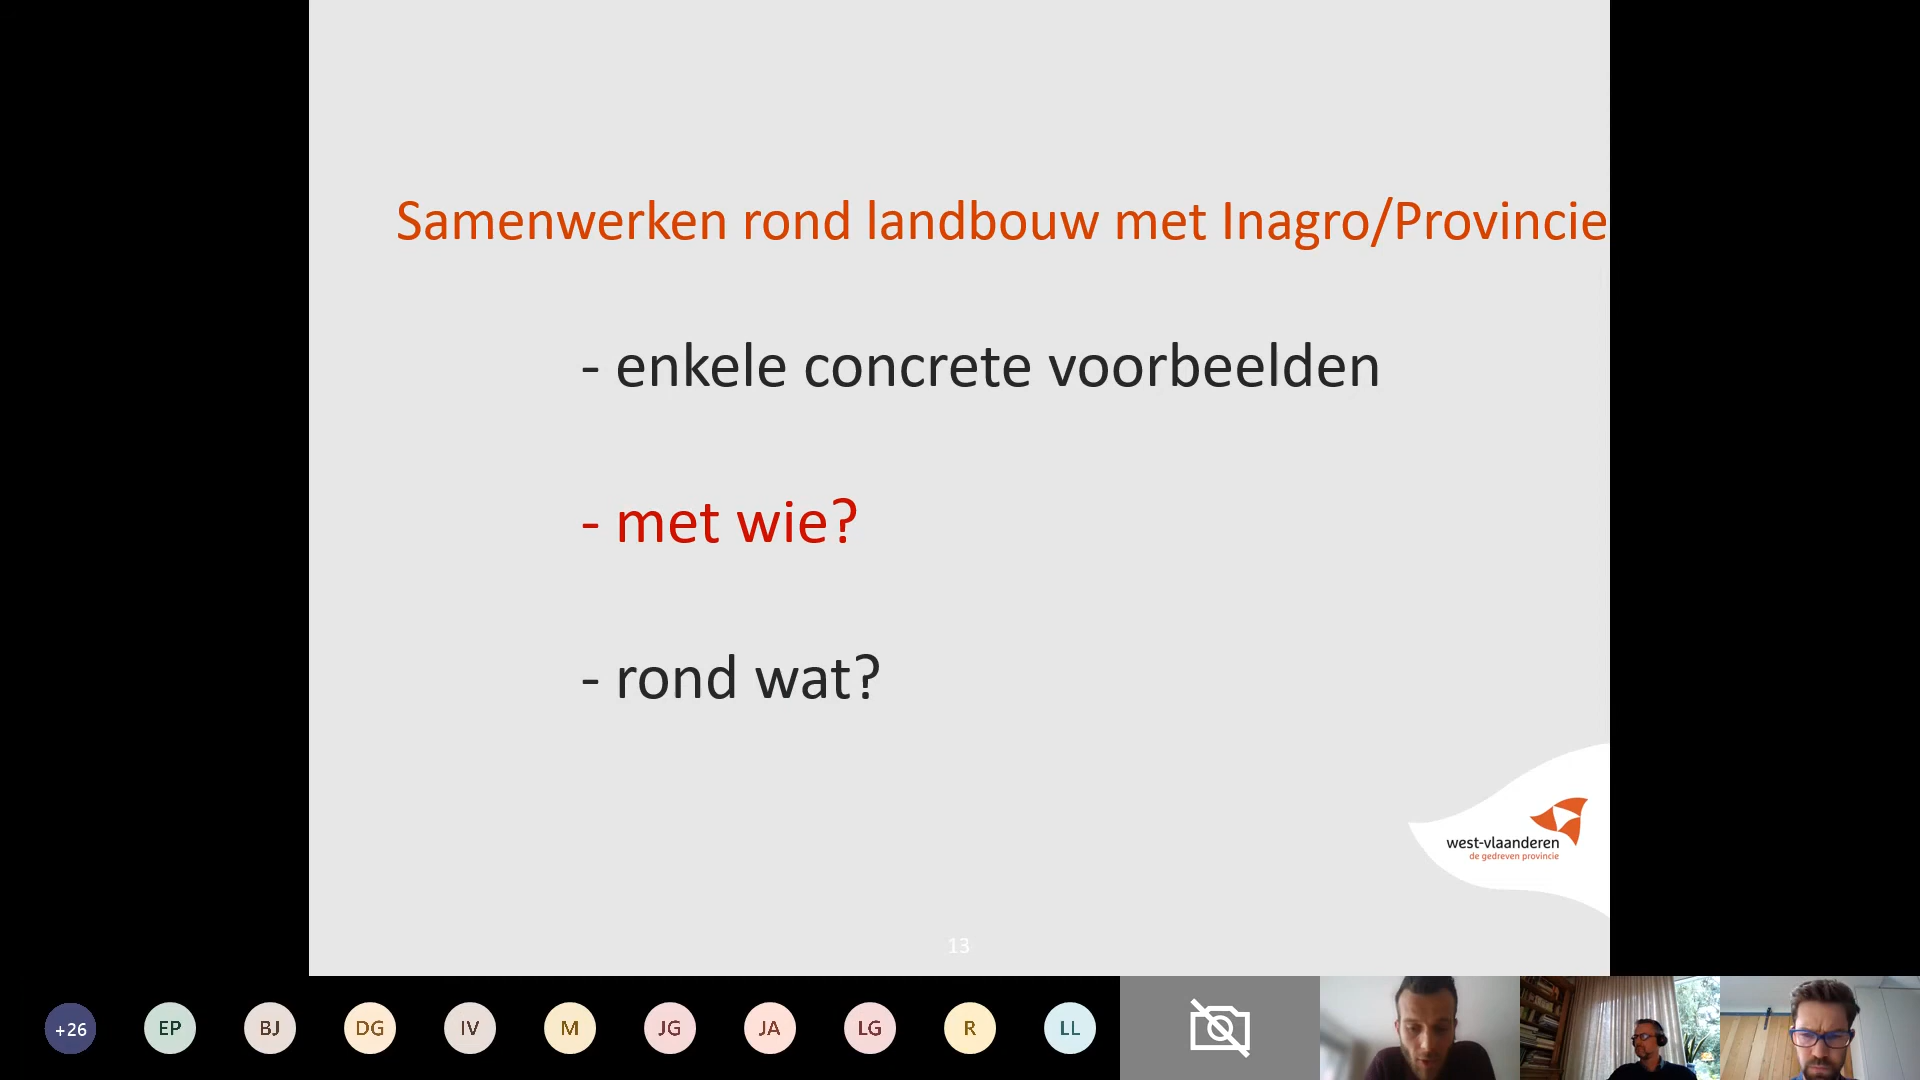 Samenwerken rond landbouw met Inagro/Provincie
- enkele concrete voorbeelden
- met wie?
- rond wat?
west-vlaanderen
de gedreven provincie
13
+26
EP
BJ
DG
IV
M
JG
JA
LG
R
LL